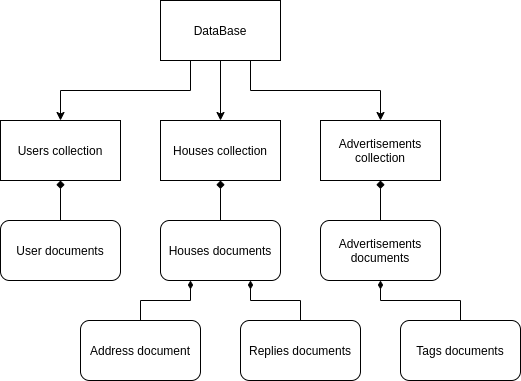 DataBase
Users collection
Houses collection
Advertisements
collection
User documents
Houses documents
Advertisements
documents
Address document
Replies documents
Tags documents